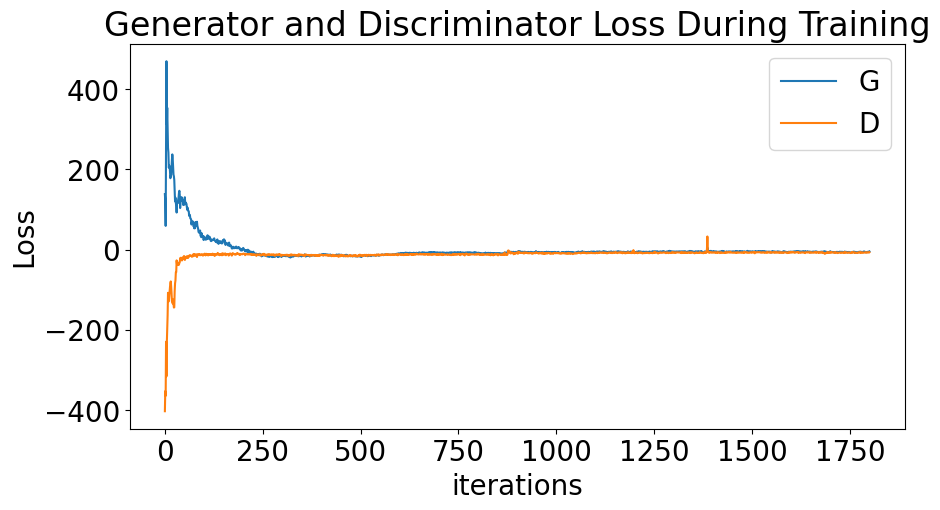 Generator and Discriminator Loss During Training
G
D
Loss
400
200
0
−200
−400
0 250 500 750 1000 1250 1500 1750
iterations